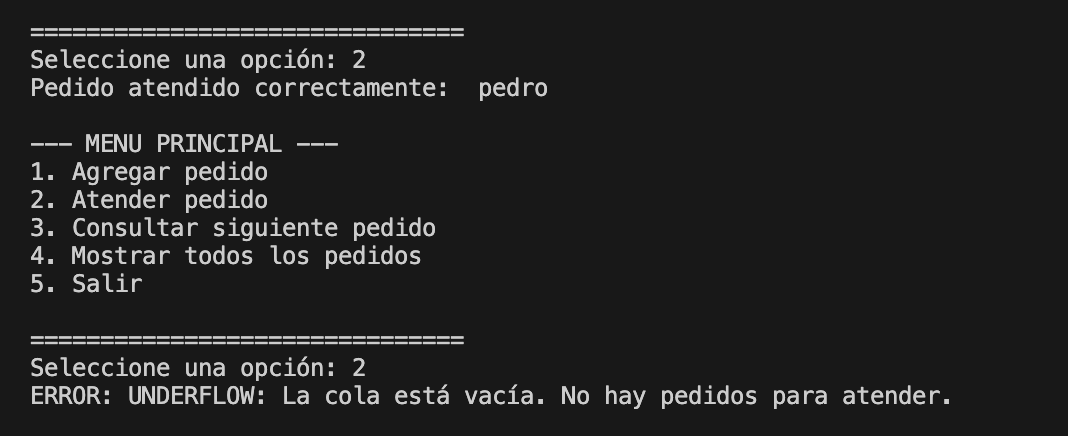 ===============================
Seleccione una opción: 2
Pedido atendido correctamente:  pedro
--- MENU PRINCIPAL ---
1. Agregar pedido
2. Atender pedido
3. Consultar siguiente pedido
4. Mostrar todos los pedidos
5. Salir
===============================
Seleccione una opción: 2
ERROR: UNDERFLOW: La cola está vacía. No hay pedidos para atender.